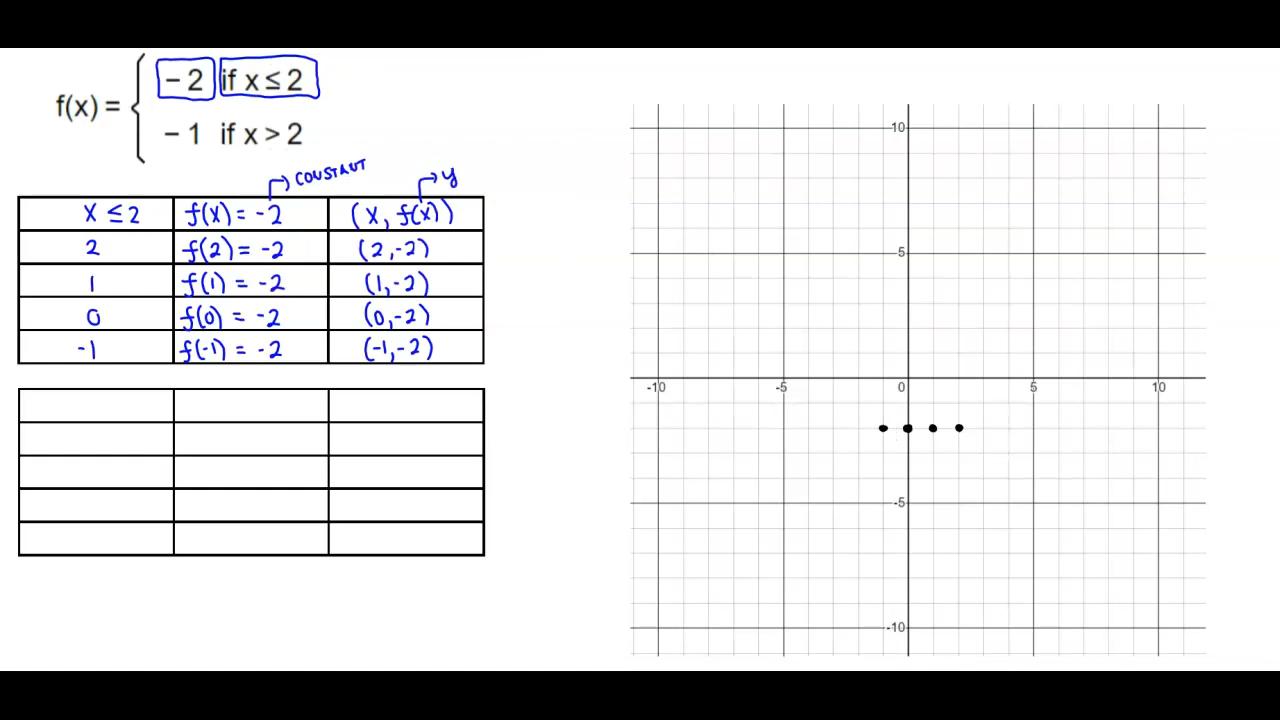 f(x) = { − 2 if x ≤ 2
− 1 if x > 2
CONSTANT
y
x ≤ 2 f(x) = -2 (x, f(x))
2 f(2) = -2 (2,-2)
1 f(1) = -2 (1,-2)
0 f(0) = -2 (0,-2)
-1 f(-1) = -2 (-1,-2)
10
5
-10 -5 0 5 10
-5
-10